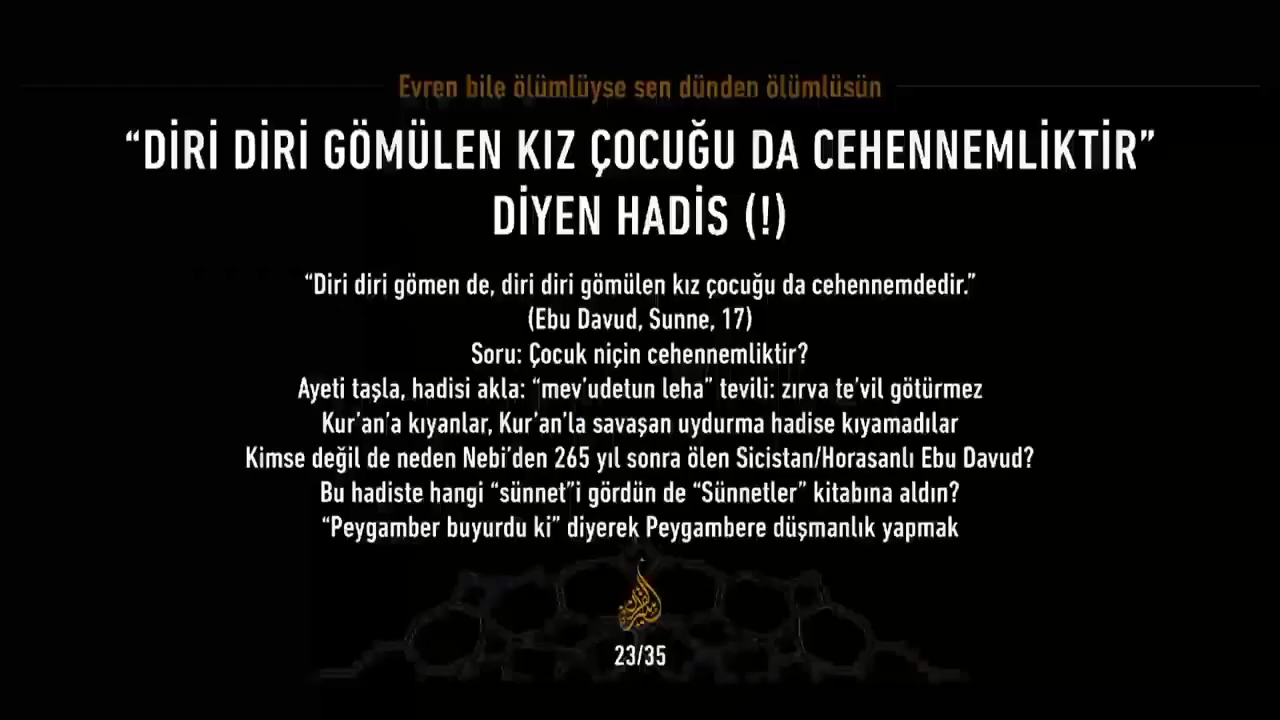 Evren bile ölümlüyse sen dünden ölümlüsün
“DİRİ DİRİ GÖMÜLEN KIZ ÇOCUĞU DA CEHENNEMLİKTİR”
DİYEN HADİS (!)
“Diri diri gömen de, diri diri gömülen kız çocuğu da cehennemdedir.”
(Ebu Davud, Sunne, 17)
Soru: Çocuk niçin cehennemliktir?
Ayeti taşla, hadisi akla: “mev’udetun leha” tevili: zırva te’vil götürmez
Kur’an’a kıyanlar, Kur’an’la savaşan uydurma hadise kıyamadılar
Kimse değil de neden Nebi’den 265 yıl sonra ölen Sicistan/Horasanlı Ebu Davud?
Bu hadiste hangi “sünnet”i gördün de “Sünnetler” kitabına aldın?
“Peygamber buyurdu ki” diyerek Peygambere düşmanlık yapmak
23/35